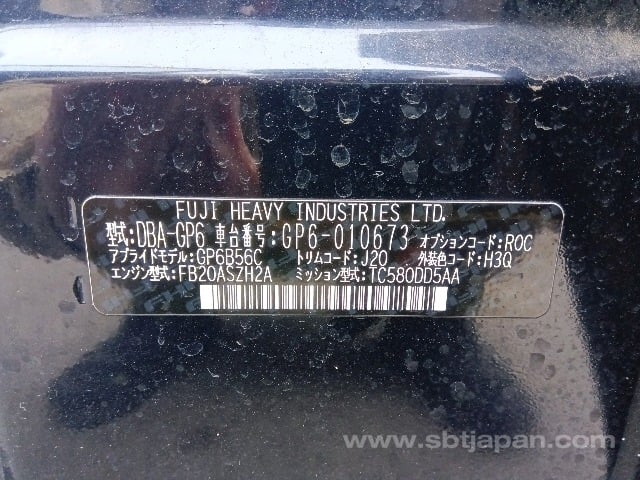 FUJI HEAVY INDUSTRIES LTD.
型式:DBA-GP6 車台番号:GP6-010673 オプションコード:ROC
アプライドモデル:GP6B56C トリムコード:J20 外装色コード:H3Q
エンジン型式:FB20ASZH2A ミッション型式:TC580DD5AA
www.sbtjapan.com